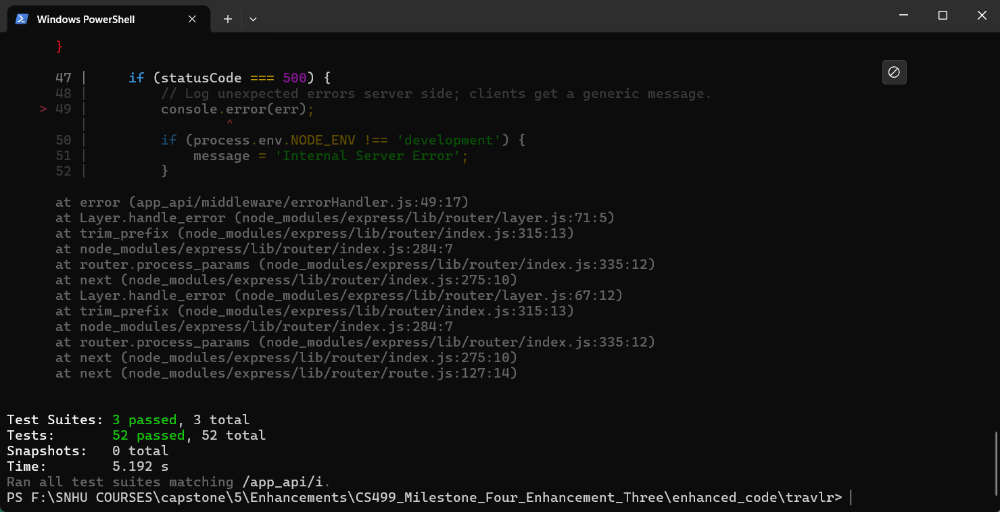 Windows PowerShell
}
47 | if (statusCode === 500) {
48 | // Log unexpected errors server side; clients get a generic message.
> 49 | console.error(err);
| ^
50 | if (process.env.NODE_ENV !== 'development') {
51 | message = 'Internal Server Error';
52 | }
at error (app_api/middleware/errorHandler.js:49:17)
at Layer.handle_error (node_modules/express/lib/router/layer.js:71:5)
at trim_prefix (node_modules/express/lib/router/index.js:315:13)
at node_modules/express/lib/router/index.js:284:7
at router.process_params (node_modules/express/lib/router/index.js:335:12)
at next (node_modules/express/lib/router/index.js:275:10)
at Layer.handle_error (node_modules/express/lib/router/layer.js:67:12)
at trim_prefix (node_modules/express/lib/router/index.js:315:13)
at node_modules/express/lib/router/index.js:284:7
at router.process_params (node_modules/express/lib/router/index.js:335:12)
at next (node_modules/express/lib/router/index.js:275:10)
at next (node_modules/express/lib/router/route.js:127:14)
Test Suites: 3 passed, 3 total
Tests: 52 passed, 52 total
Snapshots: 0 total
Time: 5.192 s
Ran all test suites matching /app_api/i.
PS F:\SNHU COURSES\capstone\5\Enhancements\CS499_Milestone_Four_Enhancement_Three\enhanced_code\travlr>